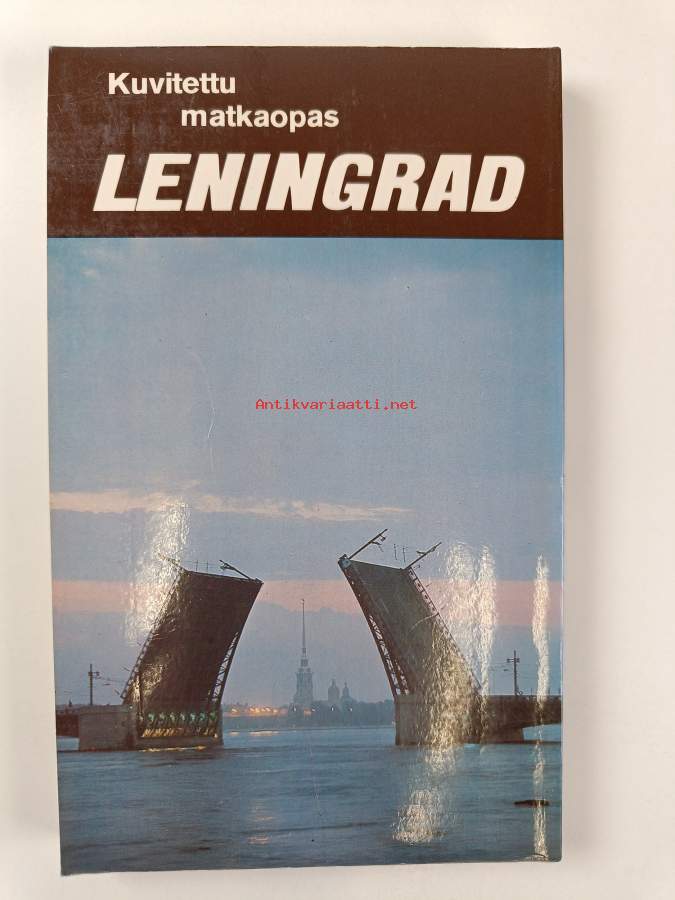 Kuvitettu
matkaopas
LENINGRAD
Antikvariaatti.net